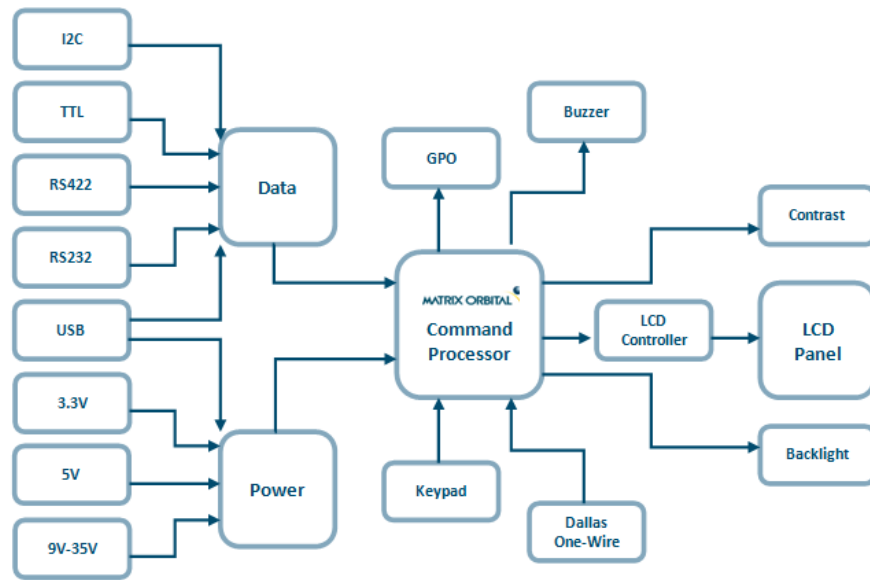 I2C
TTL
RS422
RS232
USB
3.3V
5V
9V-35V
Data
Power
GPO
Buzzer
MATRIX ORBITAL
Command
Processor
Keypad
Dallas
One-Wire
Contrast
LCD
Controller
LCD
Panel
Backlight